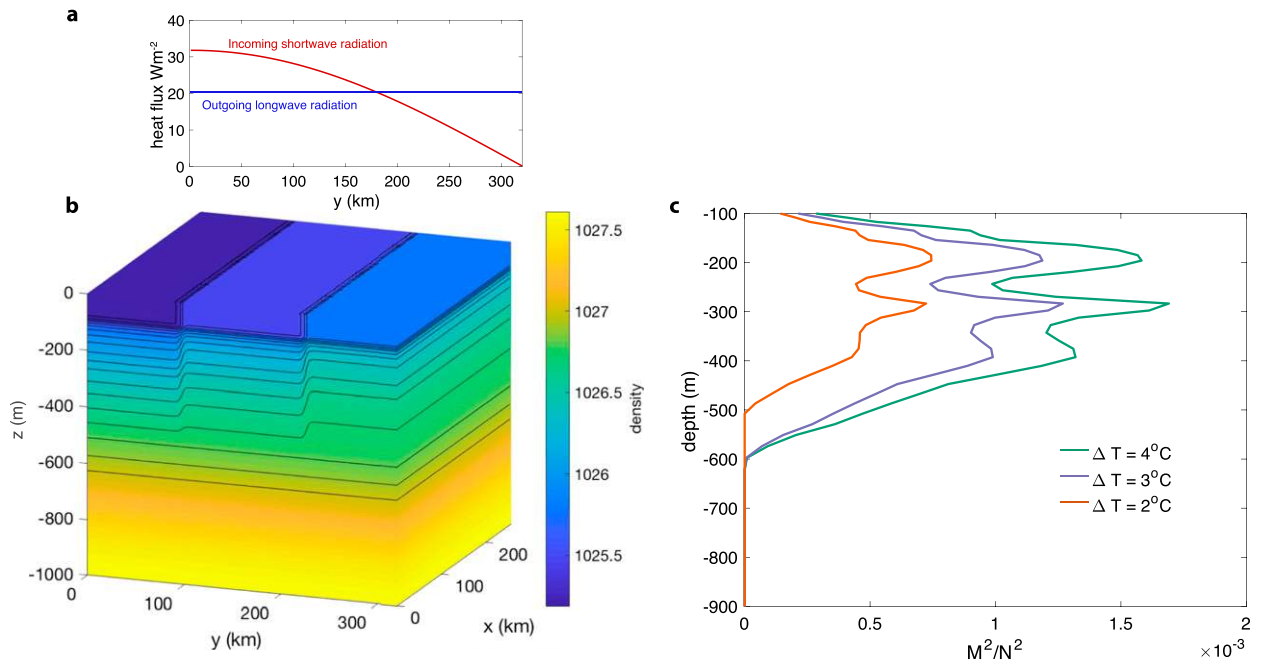 a
40
30
20
10
0
heat flux Wm-2
Incoming shortwave radiation
Outgoing longwave radiation
0 50 100 150 200 250 300
y (km)
b
0
-200
-400
-600
-800
-1000
z (m)
0 100 200 300
y (km)
0 100 200
x (km)
1027.5
1027
1026.5
1026
1025.5
density
c
-100
-200
-300
-400
-500
-600
-700
-800
-900
depth (m)
Δ T = 4°C
Δ T = 3°C
Δ T = 2°C
0 0.5 1 1.5 2
×10-3
M2/N2